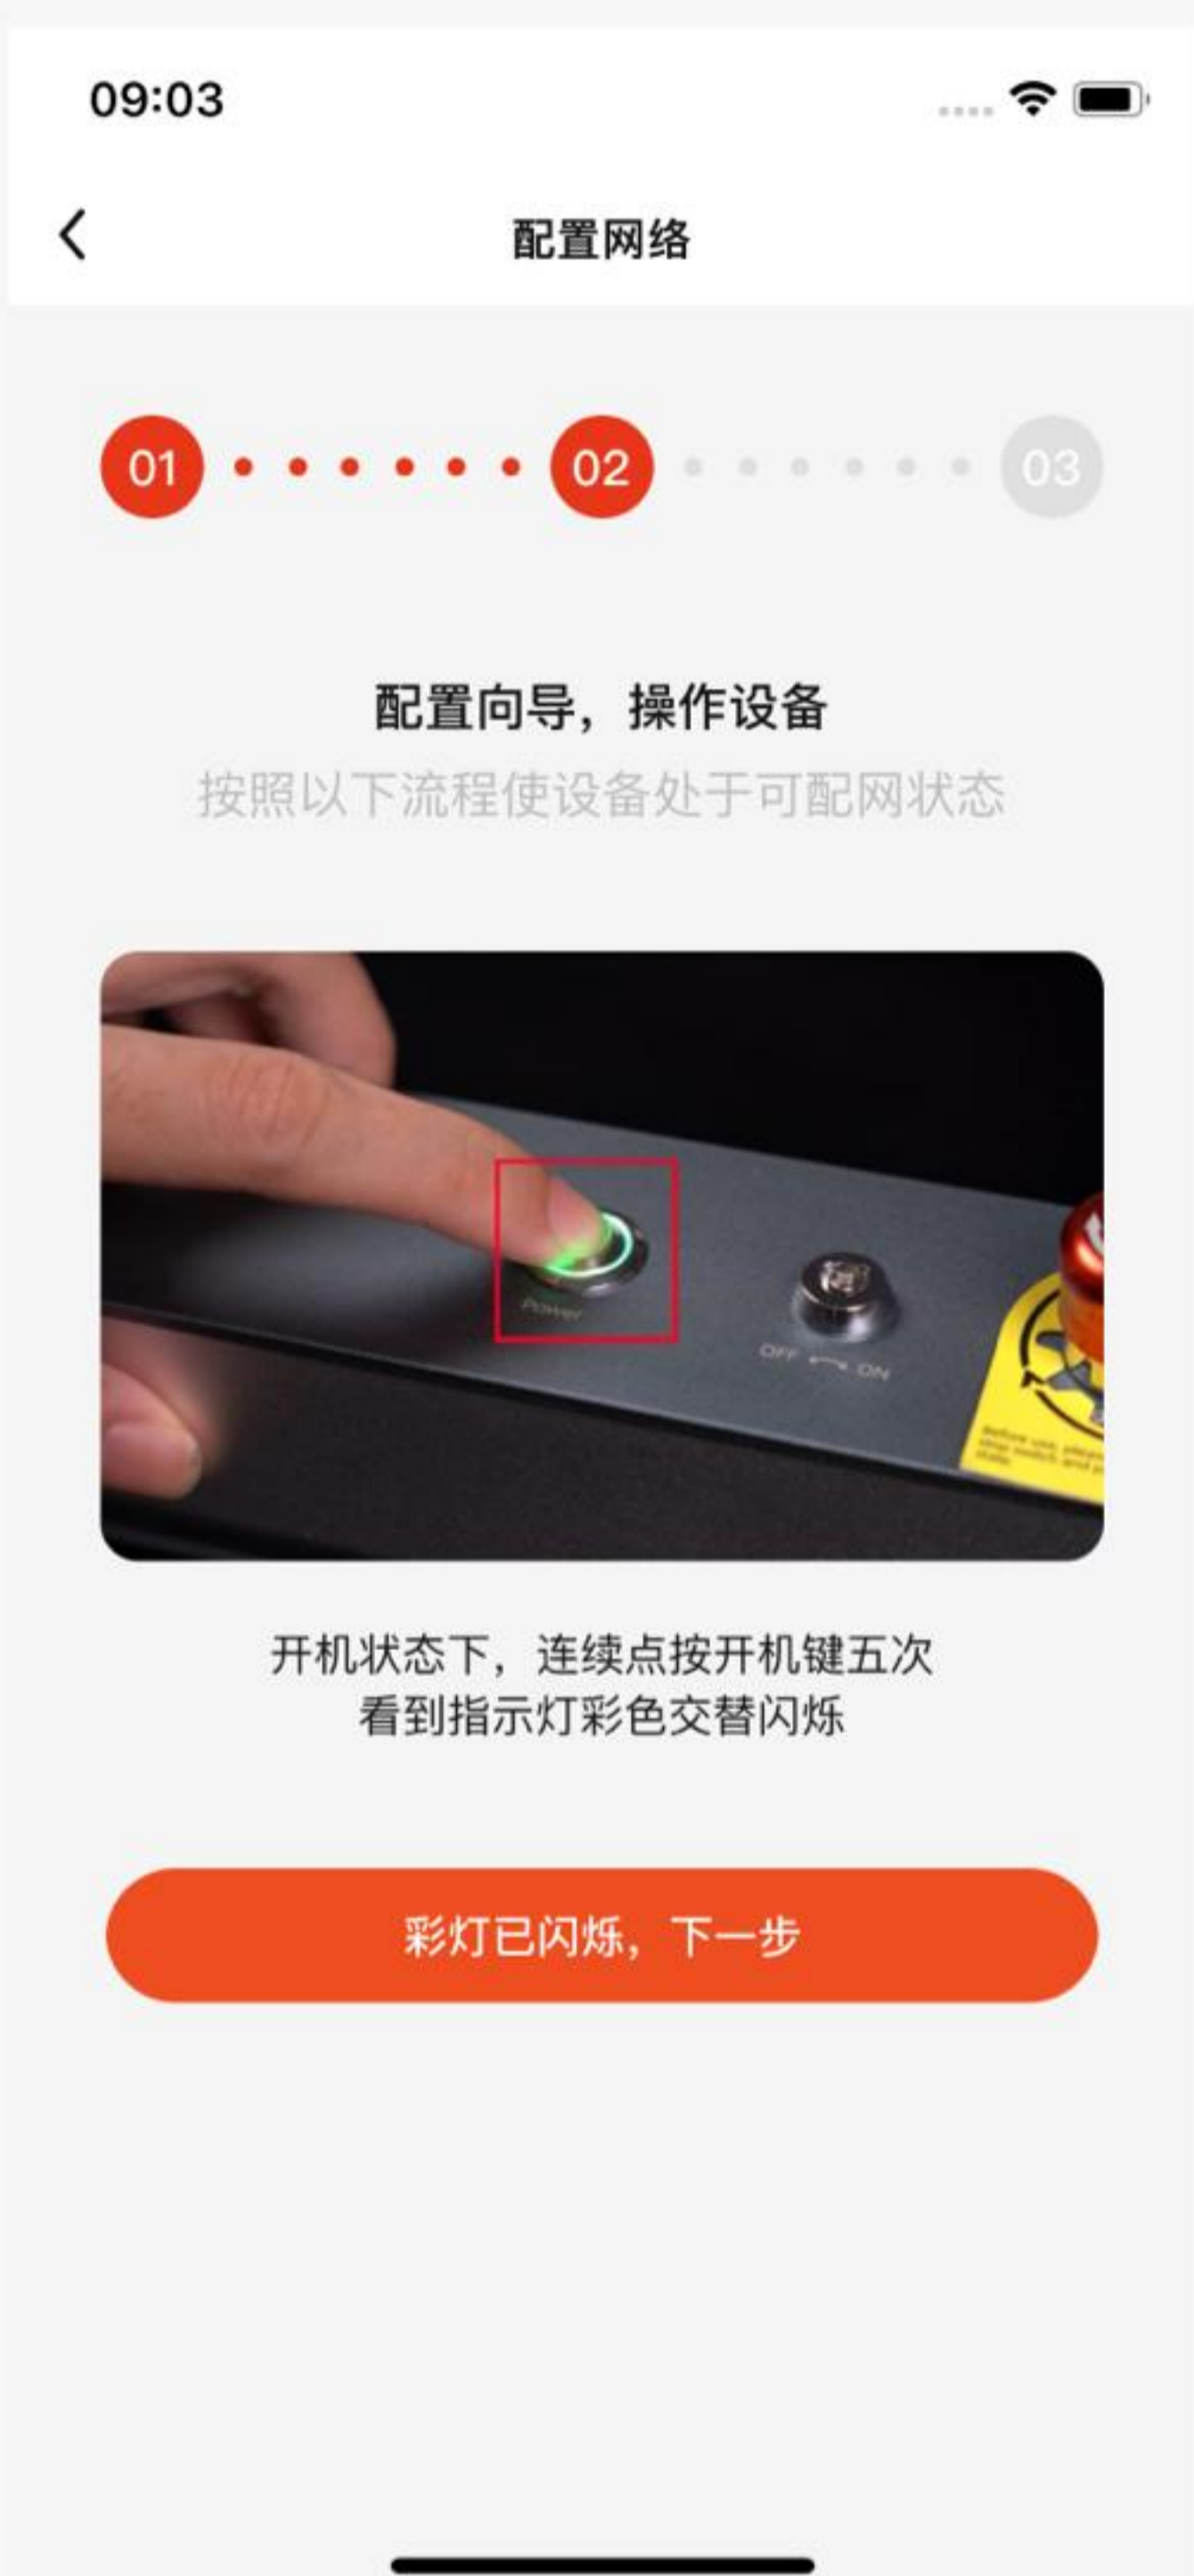 09:03
配置网络
01
02
03
配置向导，操作设备
按照以下流程使设备处于可配网状态
Power
OFF
ON
开机状态下，连续点按开机键五次
看到指示灯彩色交替闪烁
彩灯已闪烁，下一步